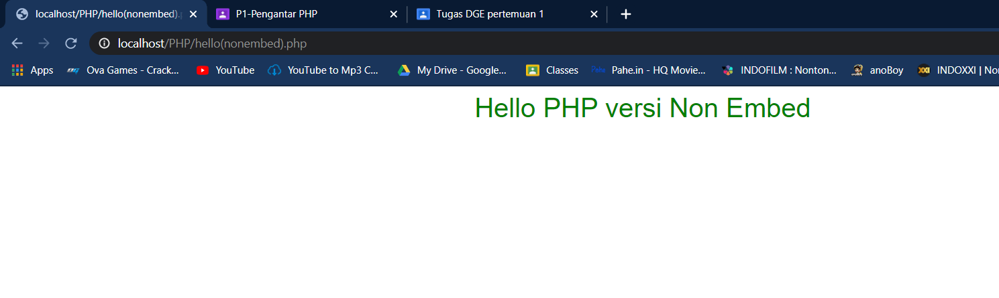 localhost/PHP/hello(nonembed).p
P1-Pengantar PHP
Tugas DGE pertemuan 1
localhost/PHP/hello(nonembed).php
Apps
Ova Games - Crack...
YouTube
YouTube to Mp3 C...
My Drive - Google...
Classes
Pahe
Pahe.in - HQ Movie...
INDOFILM : Nonton...
anoBoy
XXI
INDOXXI | No
Hello PHP versi Non Embed